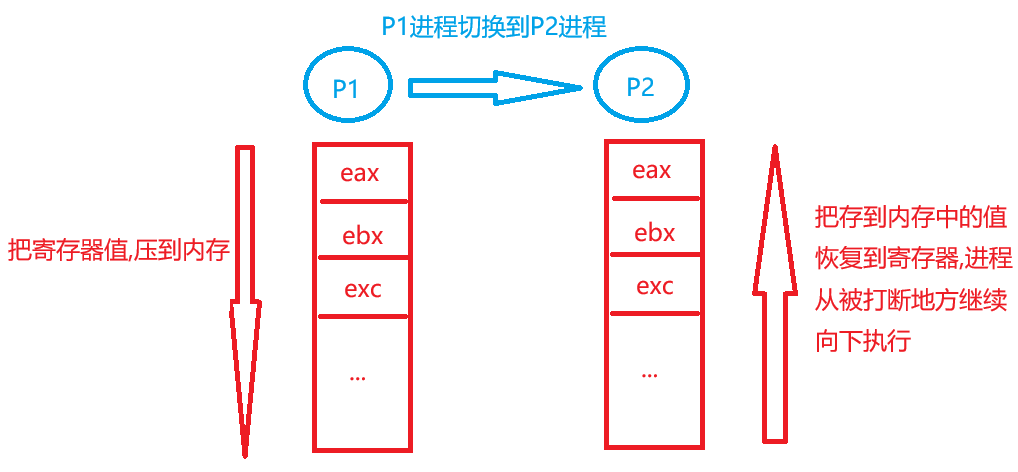 P1进程切换到P2进程
P1
P2
把寄存器值,压到内存
eax
ebx
exc
...
eax
ebx
exc
...
把存到内存中的值
恢复到寄存器,进程
从被打断地方继续
向下执行